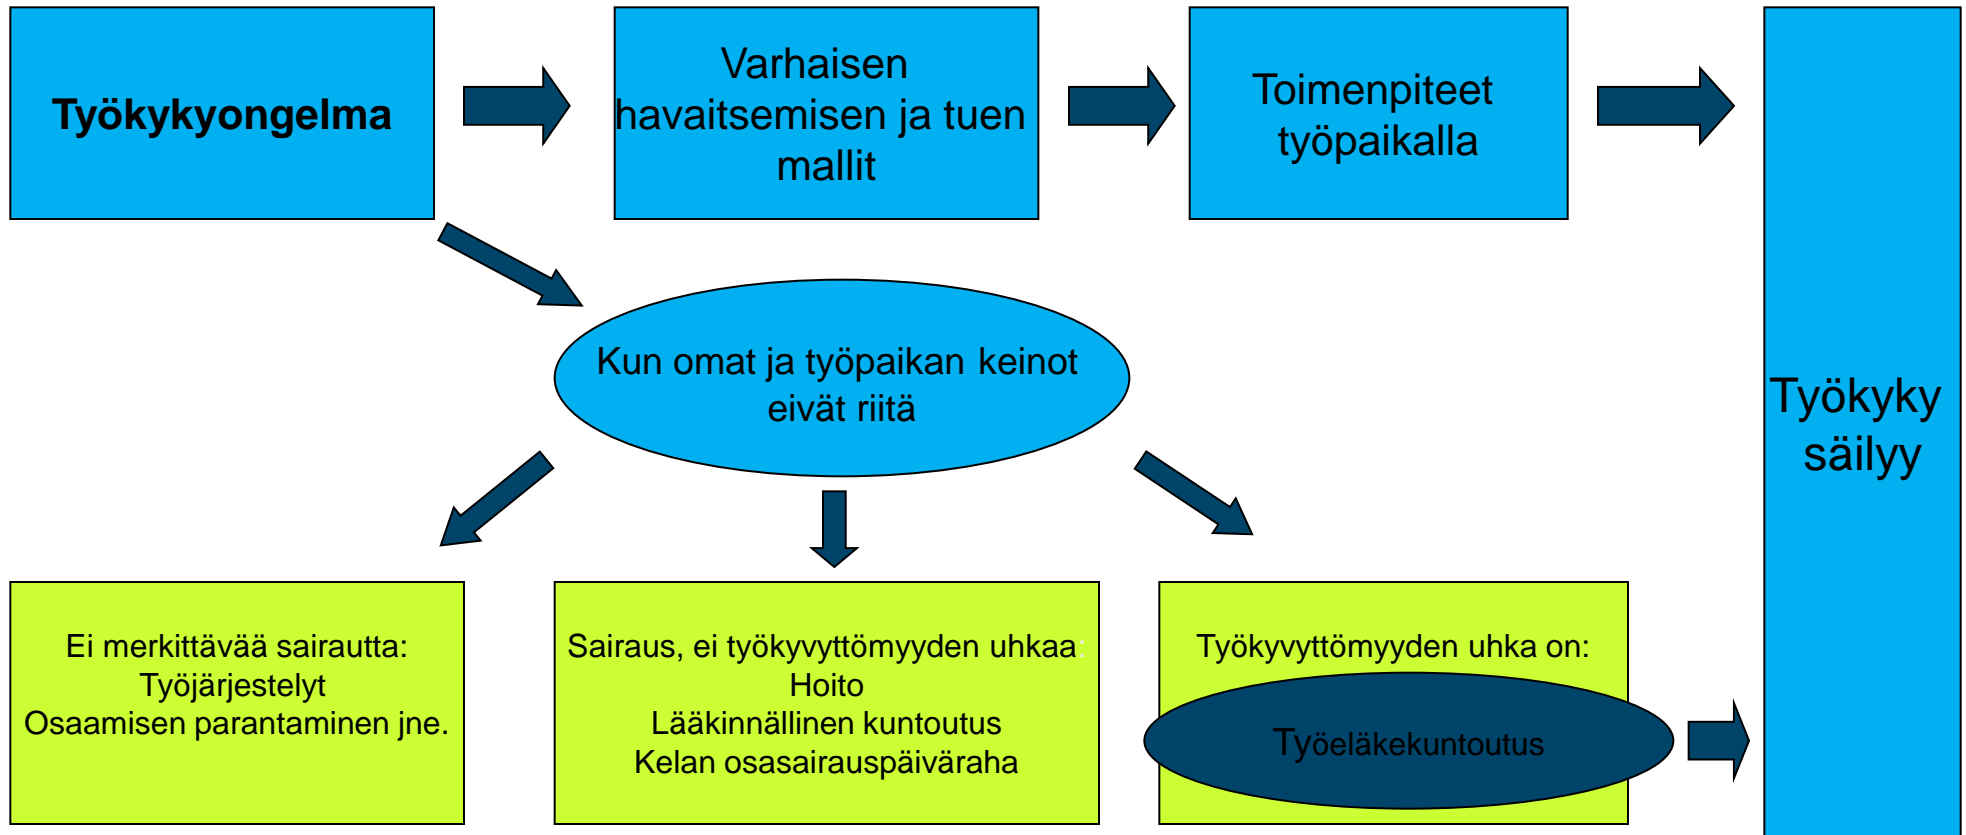 Työkykyongelma
Varhaisen
havaitsemisen ja tuen
mallit
Toimenpiteet
työpaikalla
Työkyky
säilyy
Kun omat ja työpaikan keinot
eivät riitä
Ei merkittävää sairautta:
Työjärjestelyt
Osaamisen parantaminen jne.
Sairaus, ei työkyvyttömyyden uhkaa:
Hoito
Lääkinnällinen kuntoutus
Kelan osasairauspäiväraha
Työkyvyttömyyden uhka on:
Työeläkekuntoutus